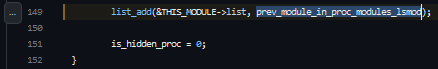 … 149 list_add(&THIS_MODULE->list, prev_module_in_proc_modules_lsmod);
150
151 is_hidden_proc = 0;
152 }